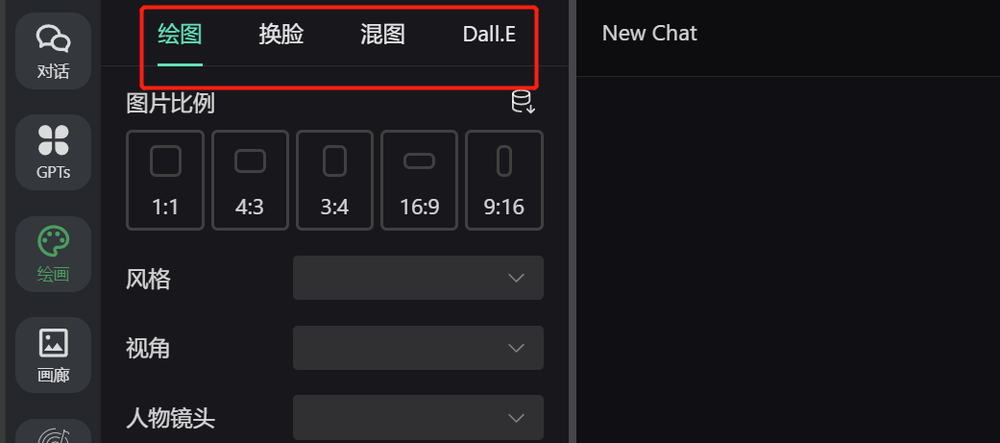 对话
GPTs
绘画
画廊
绘图 换脸 混图 Dall.E
图片比例
1:1 4:3 3:4 16:9 9:16
风格
视角
人物镜头
New Chat